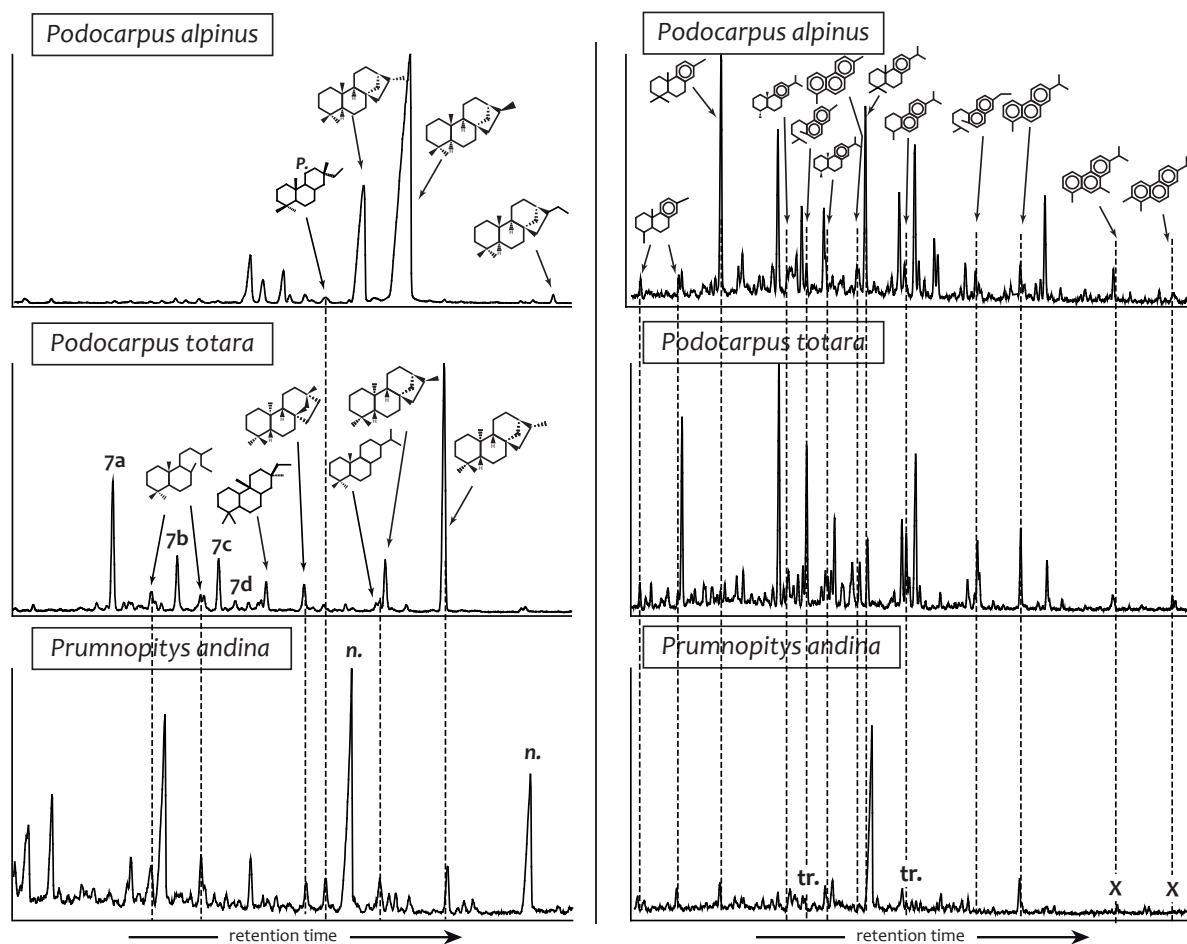 Podocarpus alpinus
P.
Podocarpus totara
7a
7b
7c
7d
Prumnopitys andina
n.
n.
retention time
Podocarpus alpinus
Podocarpus totara
Prumnopitys andina
tr.
tr.
X
X
retention time